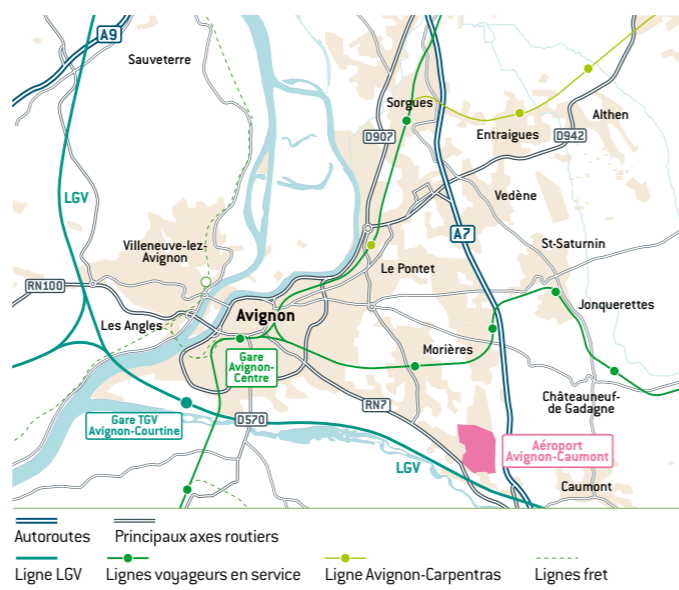 A9
Sauveterre
Sorgues
Althen
Entraigues
D907
D942
LGV
Vedène
A7
Villeneuve-lez-
Avignon
St-Saturnin
Le Pontet
RN100
Jonquerettes
Avignon
Les Angles
Morières
Gare
Avignon-
Centre
Châteauneuf-
de Gadagne
RN7
Gare TGV
Avignon-Courtine
D570
Aéroport
Avignon-Caumont
LGV
Caumont
Autoroutes
Principaux axes routiers
Ligne LGV
Lignes voyageurs en service
Ligne Avignon-Carpentras
Lignes fret